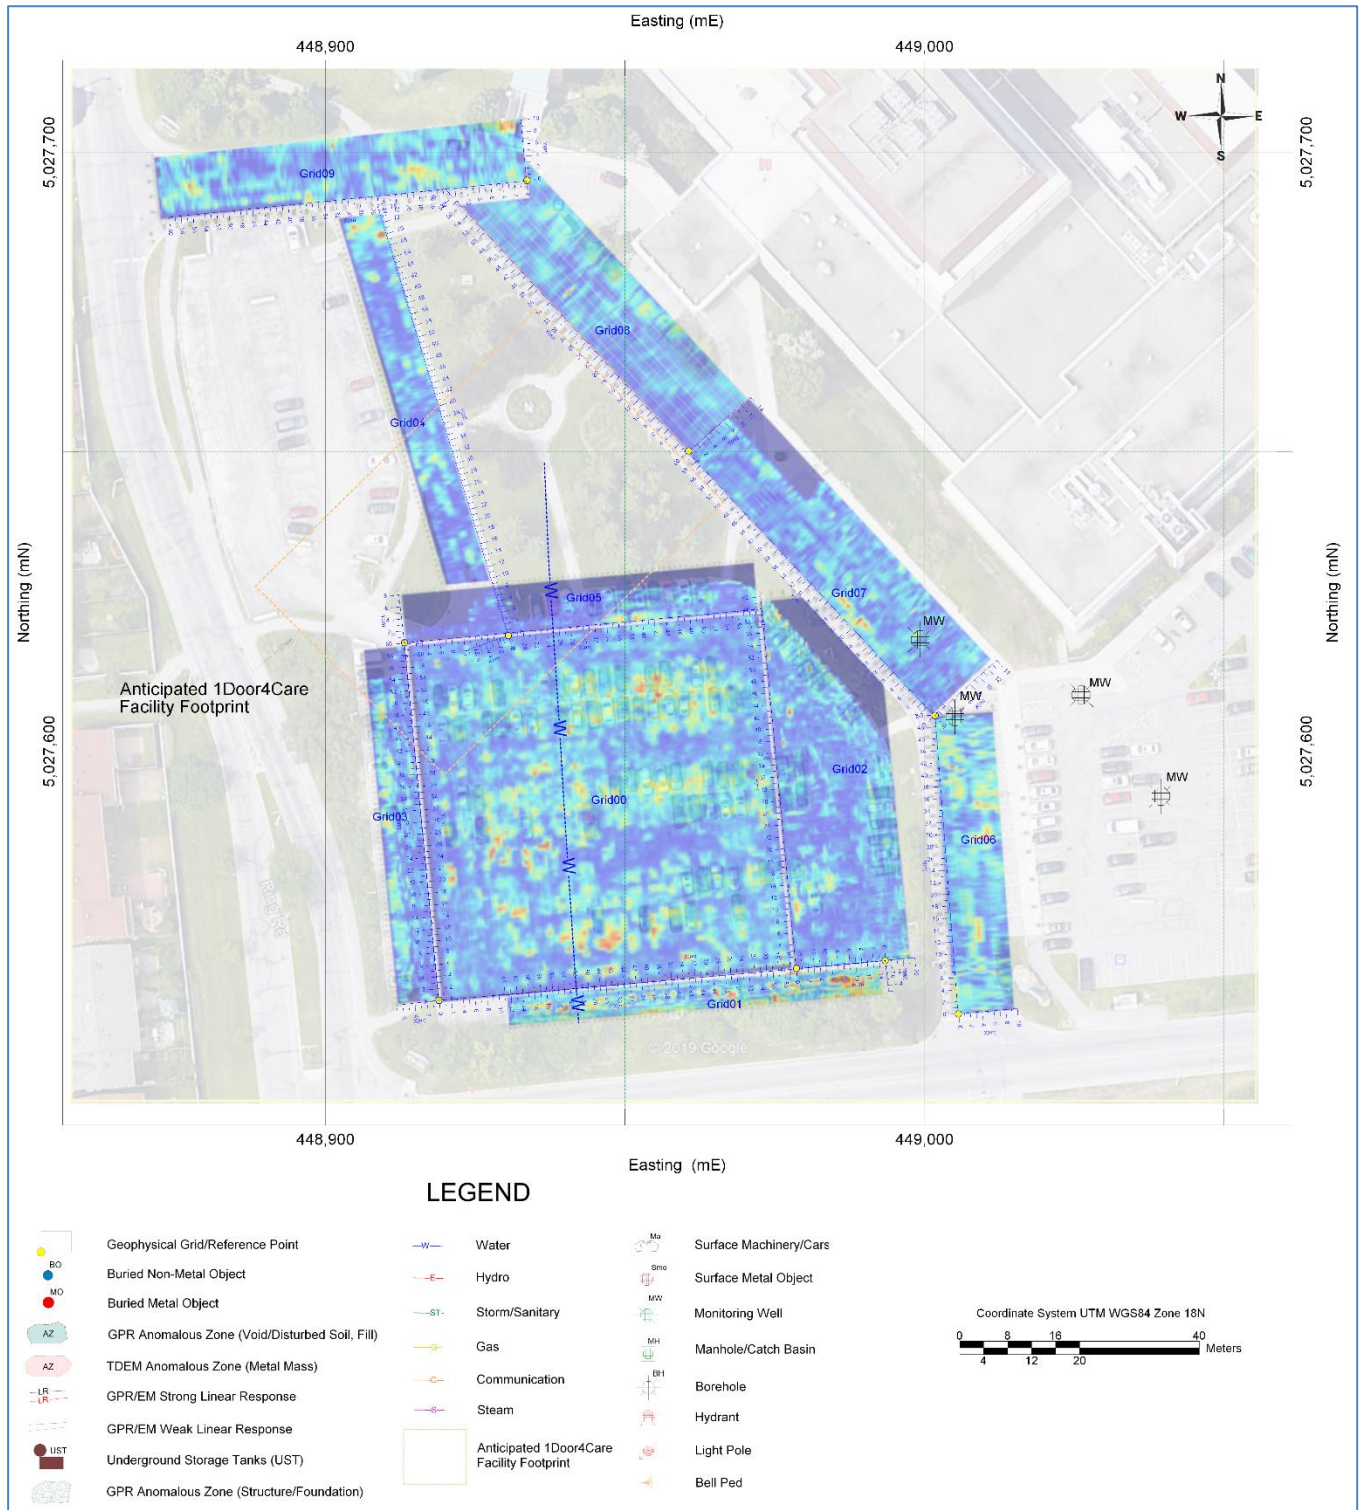 Easting (mE)
448,900
449,000
N
W
E
S
5,027,700
5,027,700
Grid09
Grid08
Grid04
Grid05
Grid07
MW
MW
MW
MW
Anticipated 1Door4Care
Facility Footprint
Northing (mN)
Northing (mN)
5,027,600
5,027,600
W
W
W
W
Grid02
Grid00
Grid03
Grid06
Ring Rd
Grid01
© 2019 Google
448,900
449,000
Easting (mE)
LEGEND
Geophysical Grid/Reference Point
BO
Buried Non-Metal Object
MO
Buried Metal Object
AZ
GPR Anomalous Zone (Void/Disturbed Soil, Fill)
AZ
TDEM Anomalous Zone (Metal Mass)
LR
LR
GPR/EM Strong Linear Response
GPR/EM Weak Linear Response
UST
Underground Storage Tanks (UST)
GPR Anomalous Zone (Structure/Foundation)
W
Water
E
Hydro
ST
Storm/Sanitary
G
Gas
C
Communication
S
Steam
Anticipated 1Door4Care
Facility Footprint
Ma
Surface Machinery/Cars
Smo
Surface Metal Object
MW
Monitoring Well
MH
Manhole/Catch Basin
BH
Borehole
Hydrant
Light Pole
Bell Ped
Coordinate System UTM WGS84 Zone 18N
0 8 16 40
Meters
4 12 20